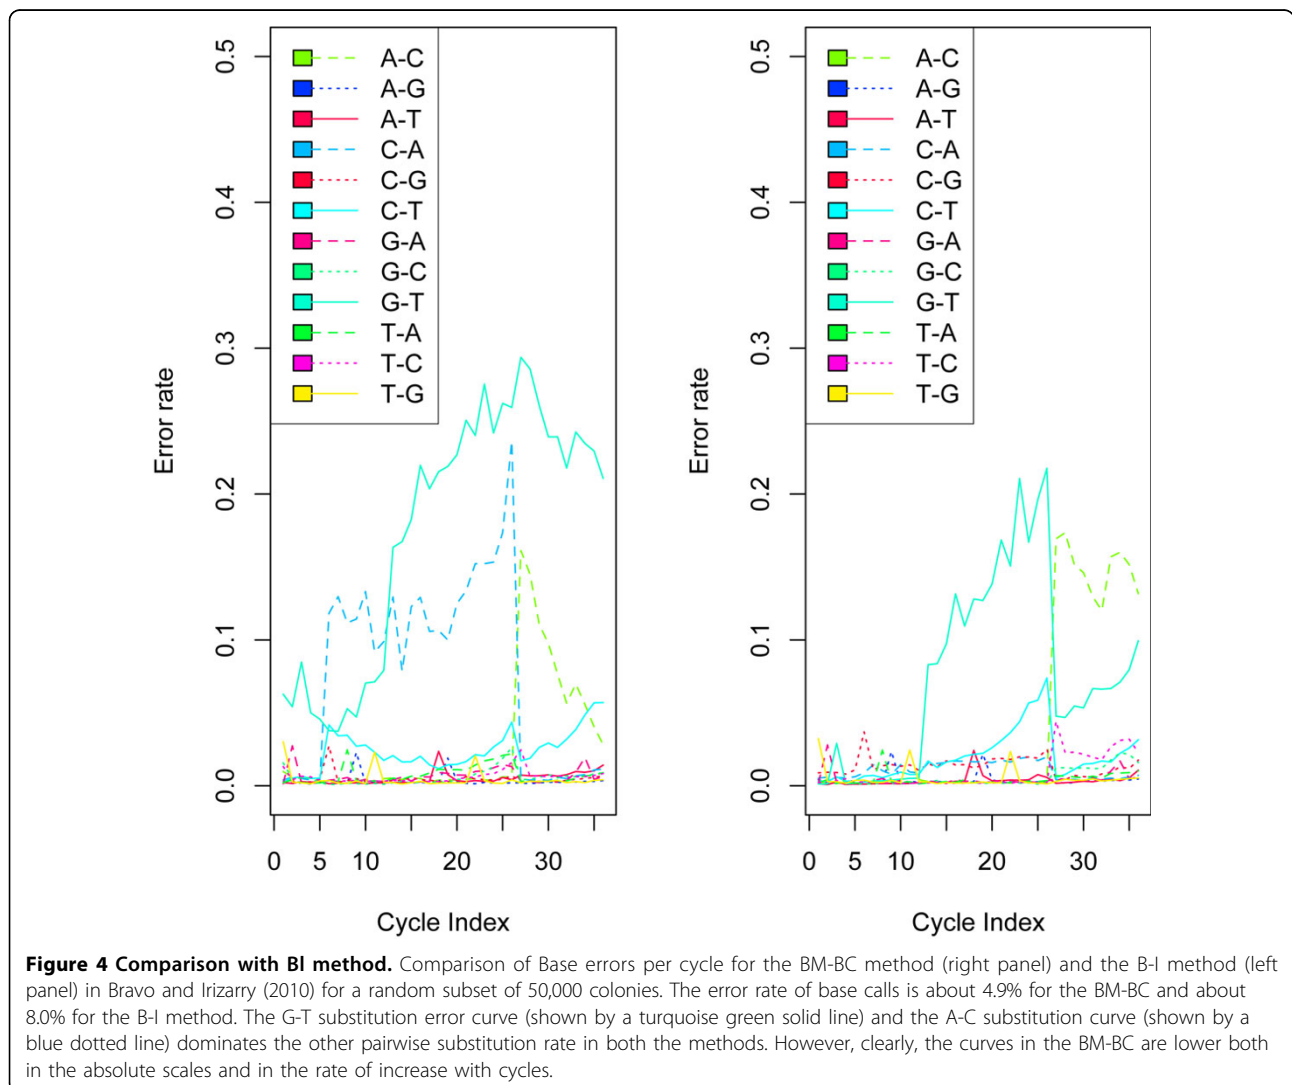 0.5
0.4
0.3
0.2
0.1
0.0
Error rate
A-C
A-G
A-T
C-A
C-G
C-T
G-A
G-C
G-T
T-A
T-C
T-G
0 5 10 20 30
Cycle Index
0.5
0.4
0.3
0.2
0.1
0.0
Error rate
A-C
A-G
A-T
C-A
C-G
C-T
G-A
G-C
G-T
T-A
T-C
T-G
0 5 10 20 30
Cycle Index
Figure 4 Comparison with BI method. Comparison of Base errors per cycle for the BM-BC method (right panel) and the B-I method (left
panel) in Bravo and Irizarry (2010) for a random subset of 50,000 colonies. The error rate of base calls is about 4.9% for the BM-BC and about
8.0% for the B-I method. The G-T substitution error curve (shown by a turquoise green solid line) and the A-C substitution curve (shown by a
blue dotted line) dominates the other pairwise substitution rate in both the methods. However, clearly, the curves in the BM-BC are lower both
in the absolute scales and in the rate of increase with cycles.